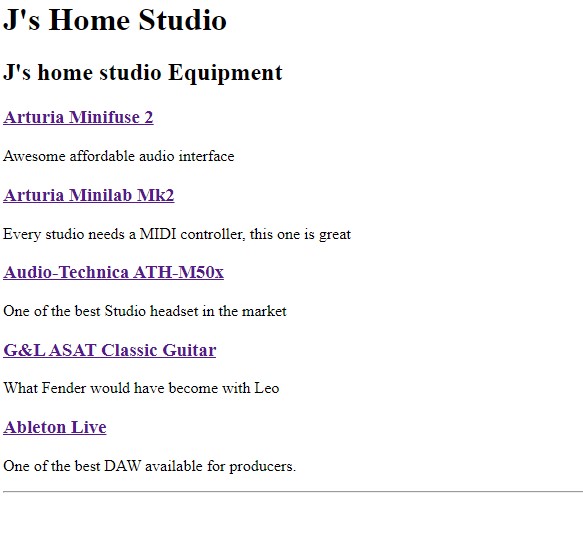 J's Home Studio
J's home studio Equipment
Arturia Minifuse 2
Awesome affordable audio interface
Arturia Minilab Mk2
Every studio needs a MIDI controller, this one is great
Audio-Technica ATH-M50x
One of the best Studio headset in the market
G&L ASAT Classic Guitar
What Fender would have become with Leo
Ableton Live
One of the best DAW available for producers.